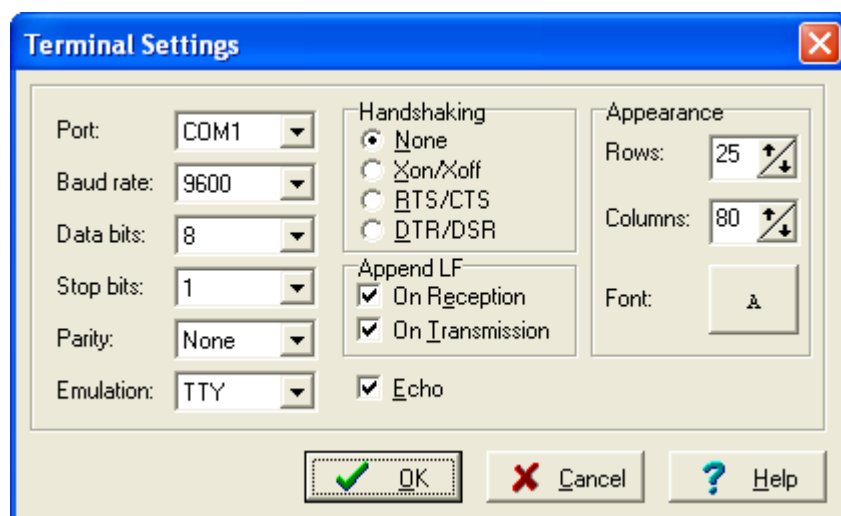 Terminal Settings
Port: COM1
Baud rate: 9600
Data bits: 8
Stop bits: 1
Parity: None
Emulation: TTY
Handshaking
None
Xon/Xoff
RTS/CTS
DTR/DSR
Append LF
On Reception
On Transmission
Echo
Appearance
Rows: 25
Columns: 80
Font: A
OK Cancel Help